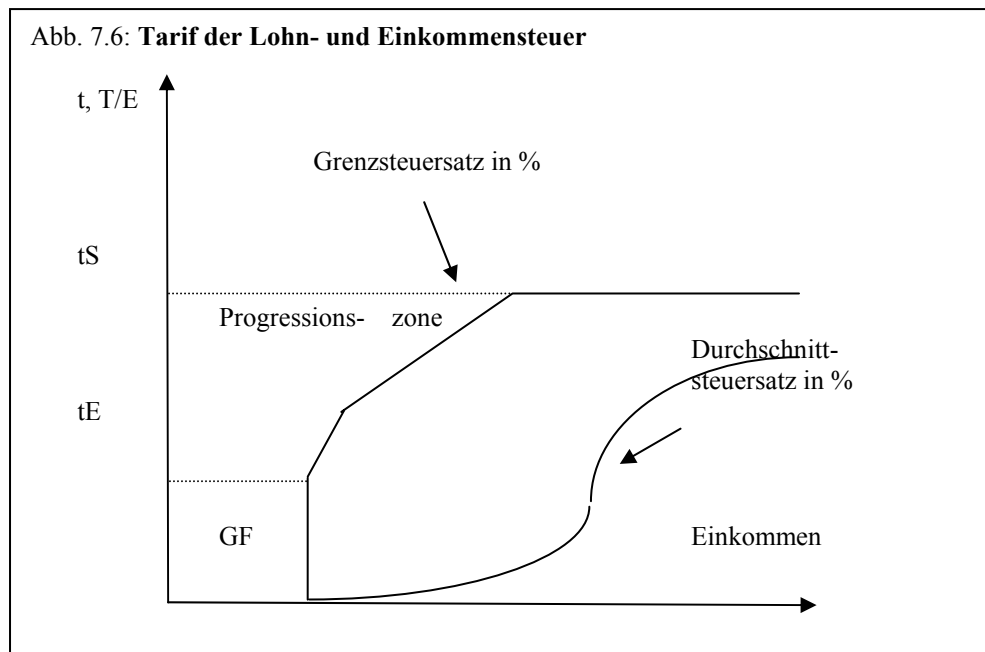 Abb. 7.6: Tarif der Lohn- und Einkommensteuer
t, T/E
Grenzsteuersatz in %
tS
Progressions- zone
Durchschnitt-
steuersatz in %
tE
GF
Einkommen